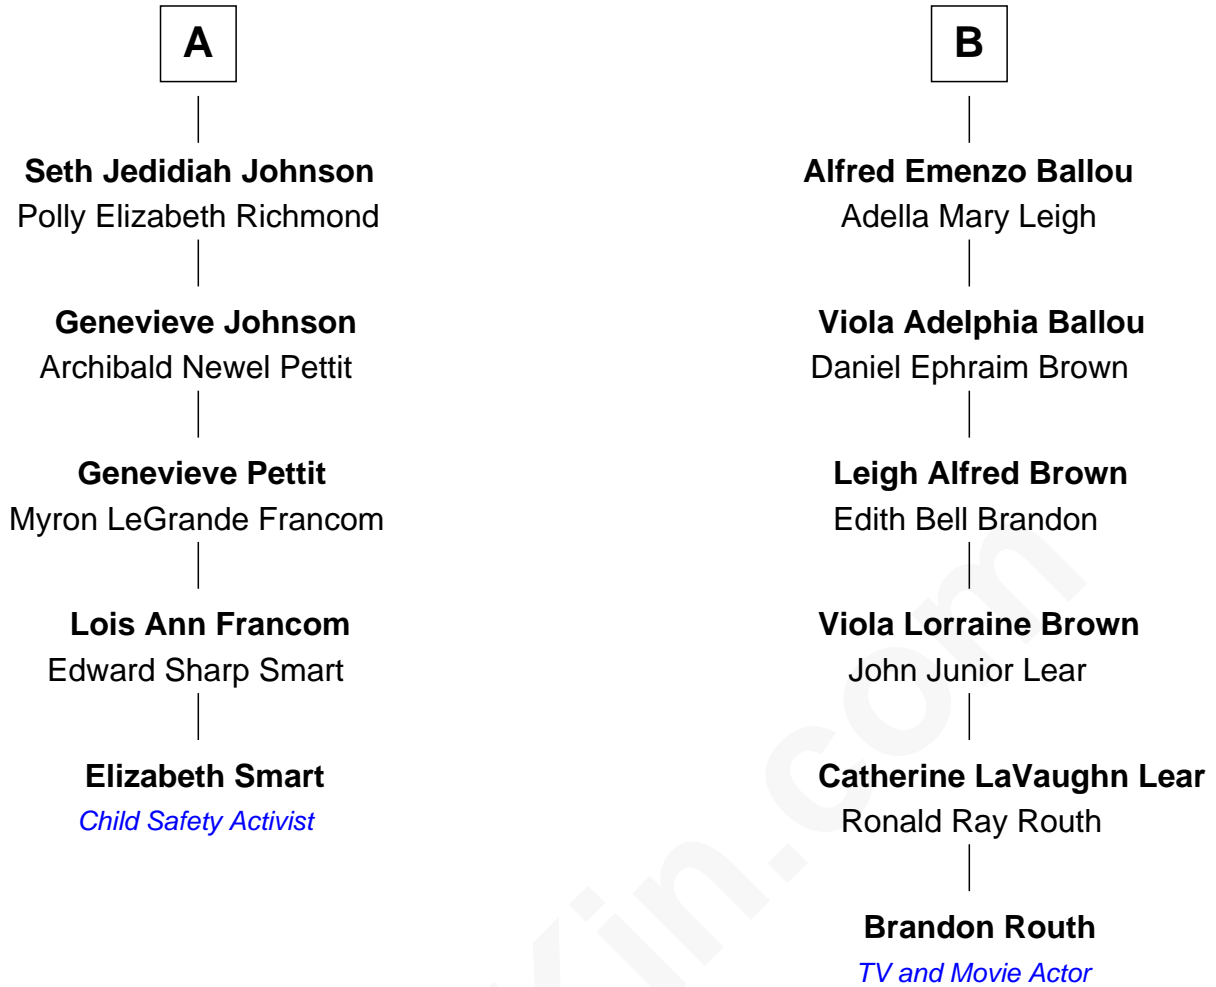 A
Seth Jedidiah Johnson
Polly Elizabeth Richmond
Genevieve Johnson
Archibald Newel Pettit
Genevieve Pettit
Myron LeGrande Francom
Lois Ann Francom
Edward Sharp Smart
Elizabeth Smart
Child Safety Activist
B
Alfred Emenzo Ballou
Adella Mary Leigh
Viola Adelphia Ballou
Daniel Ephraim Brown
Leigh Alfred Brown
Edith Bell Brandon
Viola Lorraine Brown
John Junior Lear
Catherine LaVaughn Lear
Ronald Ray Routh
Brandon Routh
TV and Movie Actor
Kin.com